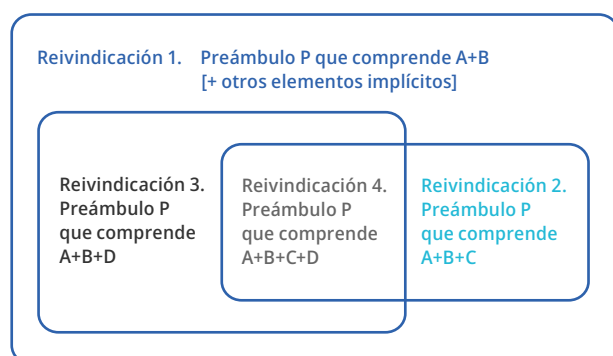 Reivindicación 1. Preámbulo P que comprende A+B
[+ otros elementos implícitos]
Reivindicación 3.
Preámbulo P
que comprende
A+B+D
Reivindicación 4.
Preámbulo P
que comprende
A+B+C+D
Reivindicación 2.
Preámbulo P
que comprende
A+B+C